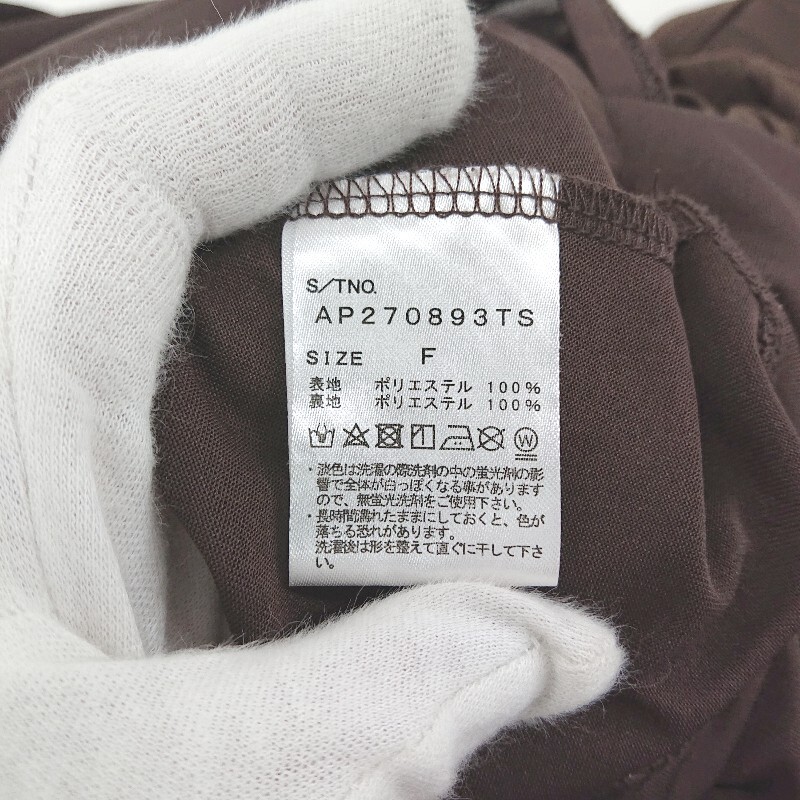 S/TNO.
AP270893TS
SIZE F
表地 ポリエステル 100%
裏地 ポリエステル 100%
W
・淡色は洗濯の際洗剤の中の蛍光剤の影
響で全体が白っぽくなる事があります
ので、無蛍光洗剤をご使用下さい。
・長時間濡れたままにしておくと、色が
落ちる恐れがあります。
洗濯後は形を整えて直ぐに干して下さ
い。